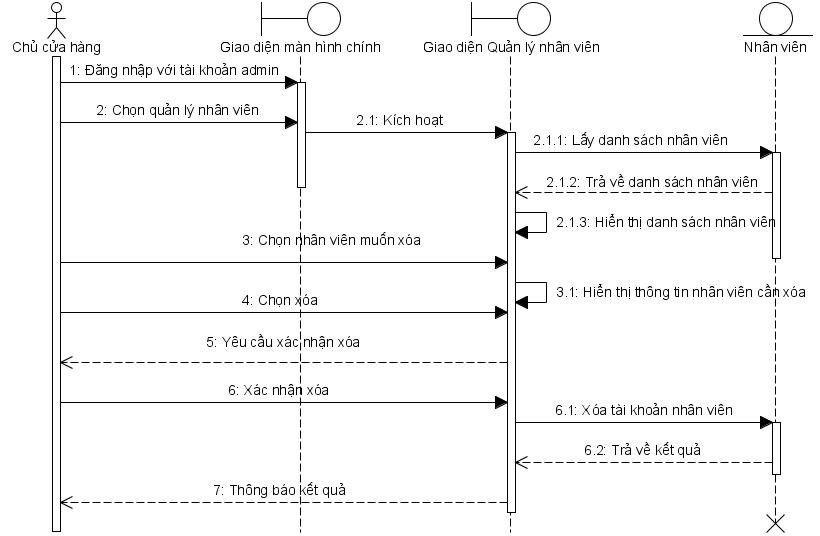 Chủ cửa hàng
Giao diện màn hình chính
Giao diện Quản lý nhân viên
Nhân viên
1: Đăng nhập với tài khoản admin
2: Chọn quản lý nhân viên
2.1: Kích hoạt
2.1.1: Lấy danh sách nhân viên
2.1.2: Trả về danh sách nhân viên
2.1.3: Hiển thị danh sách nhân viên
3: Chọn nhân viên muốn xóa
3.1: Hiển thị thông tin nhân viên cần xóa
4: Chọn xóa
5: Yêu cầu xác nhận xóa
6: Xác nhận xóa
6.1: Xóa tài khoản nhân viên
6.2: Trả về kết quả
7: Thông báo kết quả